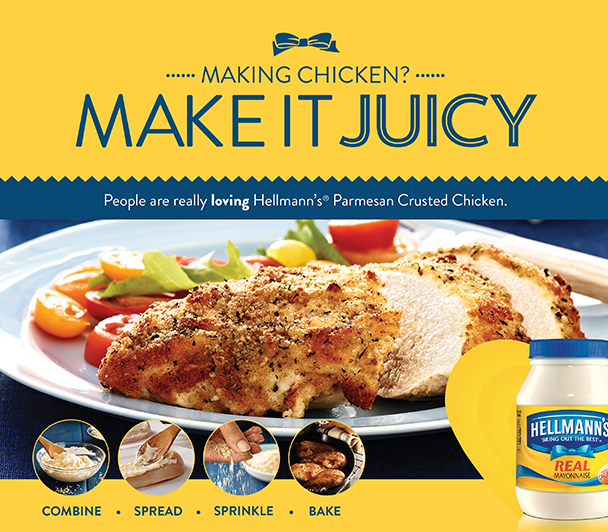 MAKING CHICKEN?
MAKE IT JUICY
People are really loving Hellmann's® Parmesan Crusted Chicken.
HELLMANN'S
"BRING OUT THE BEST"
REAL
MAYONNAISE
COMBINE • SPREAD • SPRINKLE • BAKE